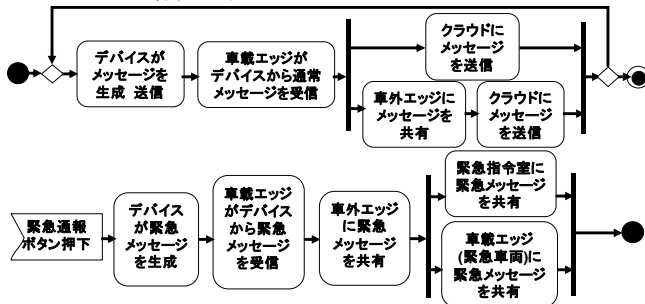 デバイスが
メッセージを
生成 送信
車載エッジが
デバイスから通常
メッセージを受信
クラウドに
メッセージ
を送信
車外エッジに
メッセージを
共有
クラウドに
メッセージ
を送信
緊急通報
ボタン押下
デバイス
が緊急
メッセージ
を生成
車載エッジ
がデバイス
から緊急
メッセージ
を受信
車外エッジ
に緊急
メッセージ
を共有
緊急指令室に
緊急メッセージ
を共有
車載エッジ
(緊急車両)に
緊急メッセージ
を共有